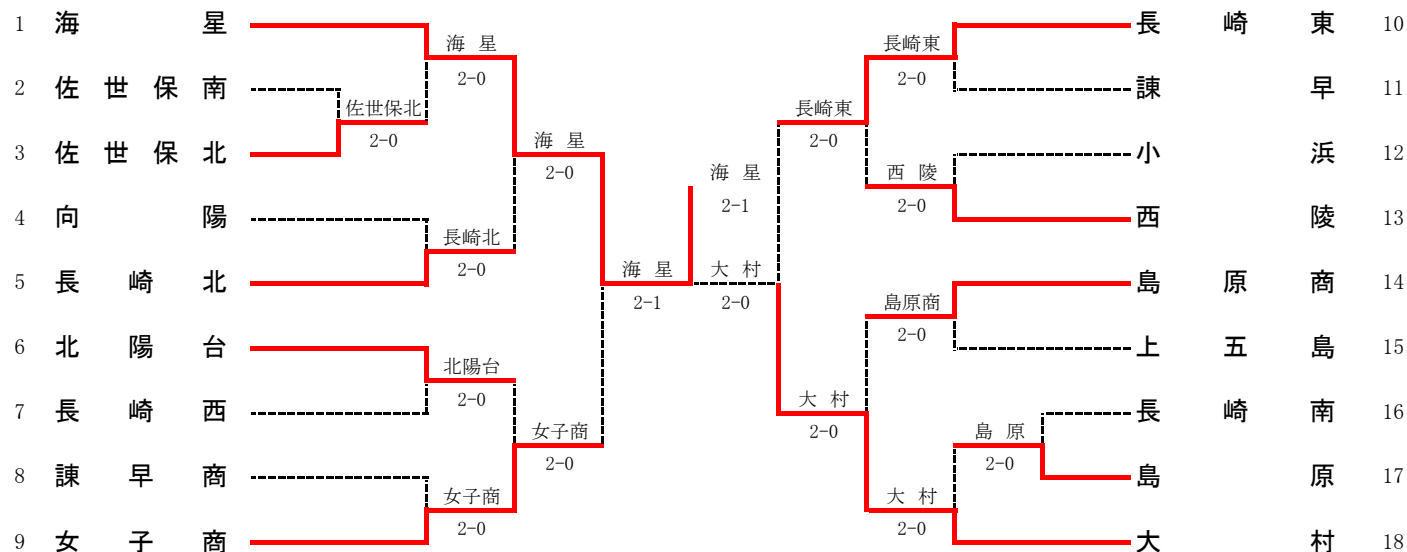 1 海星
2 佐世保南
3 佐世保北
4 向陽
5 長崎北
6 北陽台
7 長崎西
8 諫早商
9 女子商
海星
2-0
佐世保北
2-0
長崎北
2-0
北陽台
2-0
女子商
2-0
海星
2-0
女子商
2-0
海星
2-1
海星
2-1
大村
2-0
長崎東
2-0
大村
2-0
長崎東
2-0
西陵
2-0
島原商
2-0
島原
2-0
大村
2-0
長崎東 10
諫早 11
小浜 12
西陵 13
島原商 14
上五島 15
長崎南 16
島原 17
大村 18